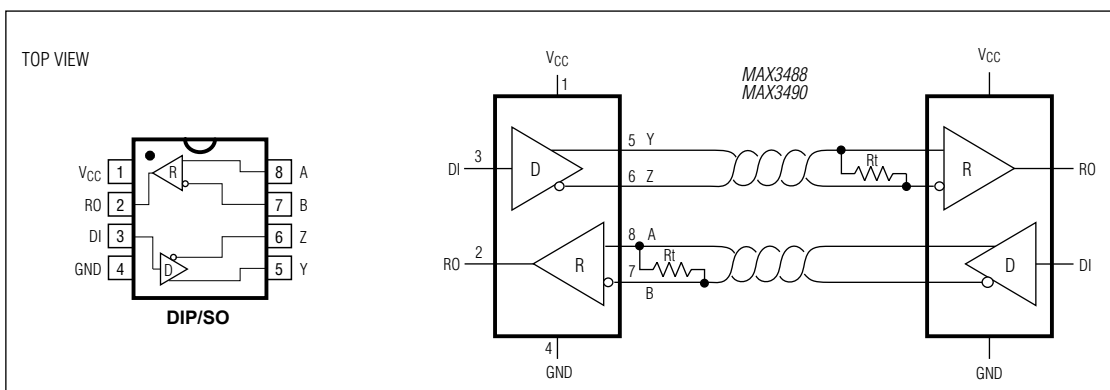 TOP VIEW
VCC 1
RO 2
DI 3
GND 4
8 A
7 B
6 Z
5 Y
R
D
DIP/SO
MAX3488
MAX3490
VCC
1
DI 3
D
5 Y
6 Z
Rt
RO 2
R
8 A
7
B
Rt
4
GND
VCC
R
RO
D
DI
GND